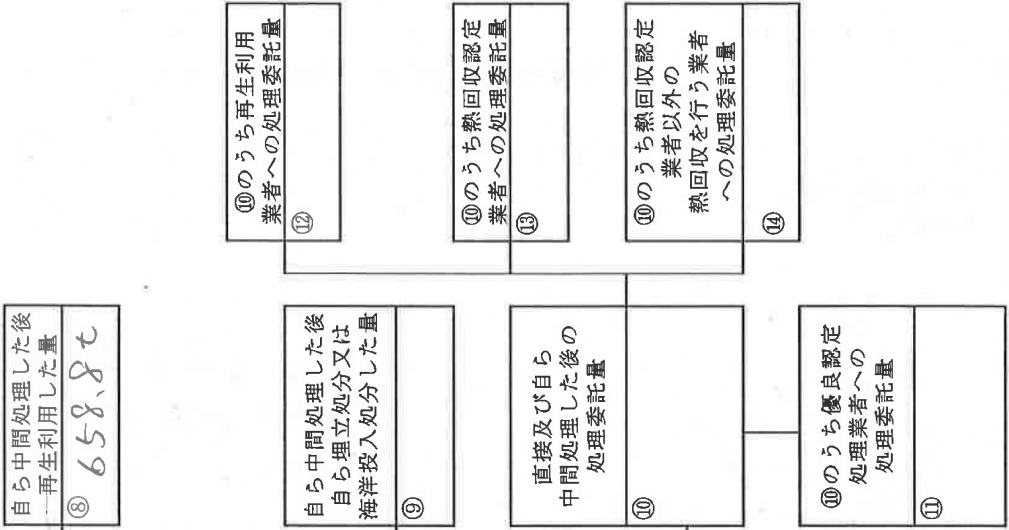 自ら中間処理した後
再生利用した量
⑧ 658.8t
自ら中間処理した後
自ら埋立処分又は
海洋投入処分した量
⑨
直接及び自ら
中間処理した後の
処理委託量
⑩
⑩のうち優良認定
処理業者への
処理委託量
⑪
⑩のうち再生利用
業者への処理委託量
⑫
⑩のうち熱回収認定
業者への処理委託量
⑬
⑩のうち熱回収認定
業者以外の
熱回収を行う業者
への処理委託量
⑭